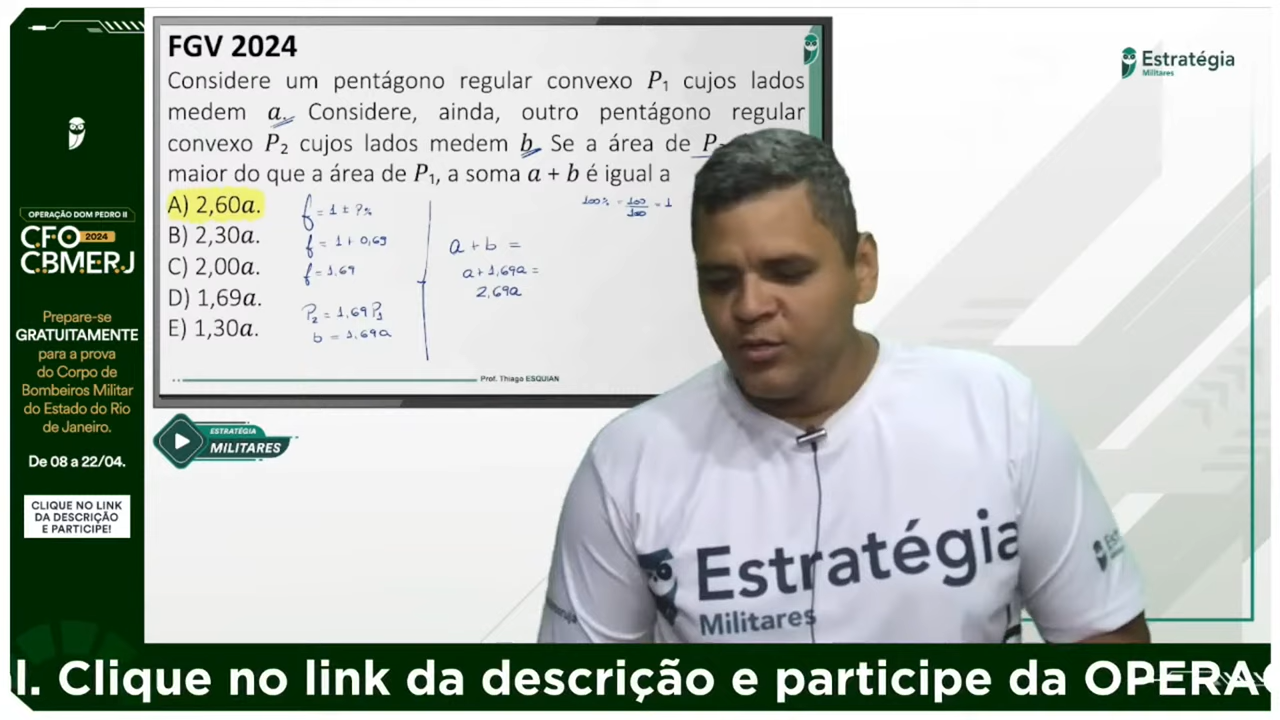 FGV 2024
Considere um pentágono regular convexo P₁ cujos lados
medem a. Considere, ainda, outro pentágono regular
convexo P₂ cujos lados medem b. Se a área de
maior do que a área de P₁, a soma a + b é igual a
A) 2,60a.
B) 2,30a.
C) 2,00a.
D) 1,69a.
E) 1,30a.
f = 1 ± P%
f = 1 + 0,69
f = 1,69
P₂ = 1,69 P₁
b = 1,69a
a + b =
a + 1,69a =
2,69a
100% = 100/100 = 1
Prof. Thiago ESQUIAN
Estratégia
Militares
OPERAÇÃO DOM PEDRO II
CFO 2024
CBMERJ
Prepare-se
GRATUITAMENTE
para a prova
do Corpo de
Bombeiros Militar
do Estado do Rio
de Janeiro.
De 08 a 22/04.
CLIQUE NO LINK
DA DESCRIÇÃO
E PARTICIPE!
ESTRATÉGIA
MILITARES
Estratégia
Militares
l. Clique no link da descrição e participe da OPERAÇ